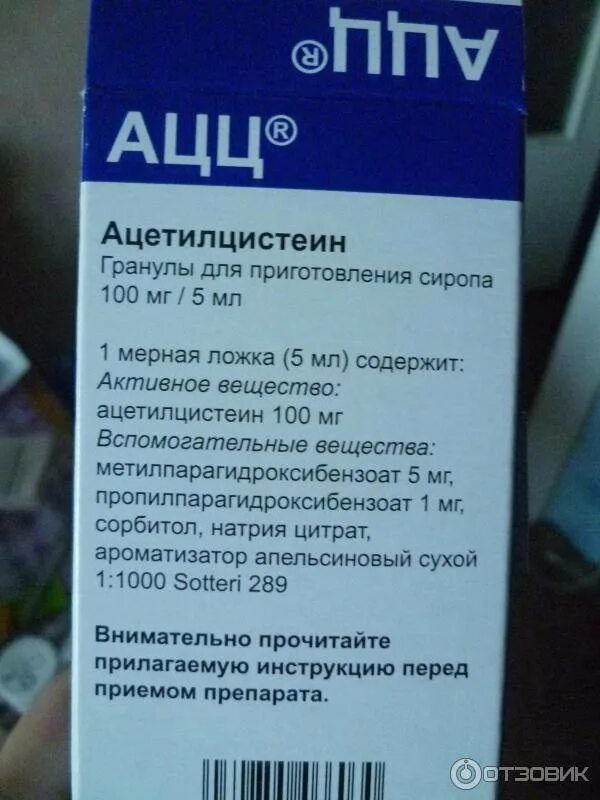 АЦЦ®
АЦЦ®
Ацетилцистеин
Гранулы для приготовления сиропа
100 мг / 5 мл
1 мерная ложка (5 мл) содержит:
Активное вещество:
ацетилцистеин 100 мг
Вспомогательные вещества:
метилпарагидроксибензоат 5 мг,
пропилпарагидроксибензоат 1 мг,
сорбитол, натрия цитрат,
ароматизатор апельсиновый сухой
1:1000 Sotteri 289
Внимательно прочитайте
прилагаемую инструкцию перед
приемом препарата.
ОТЗОВИК